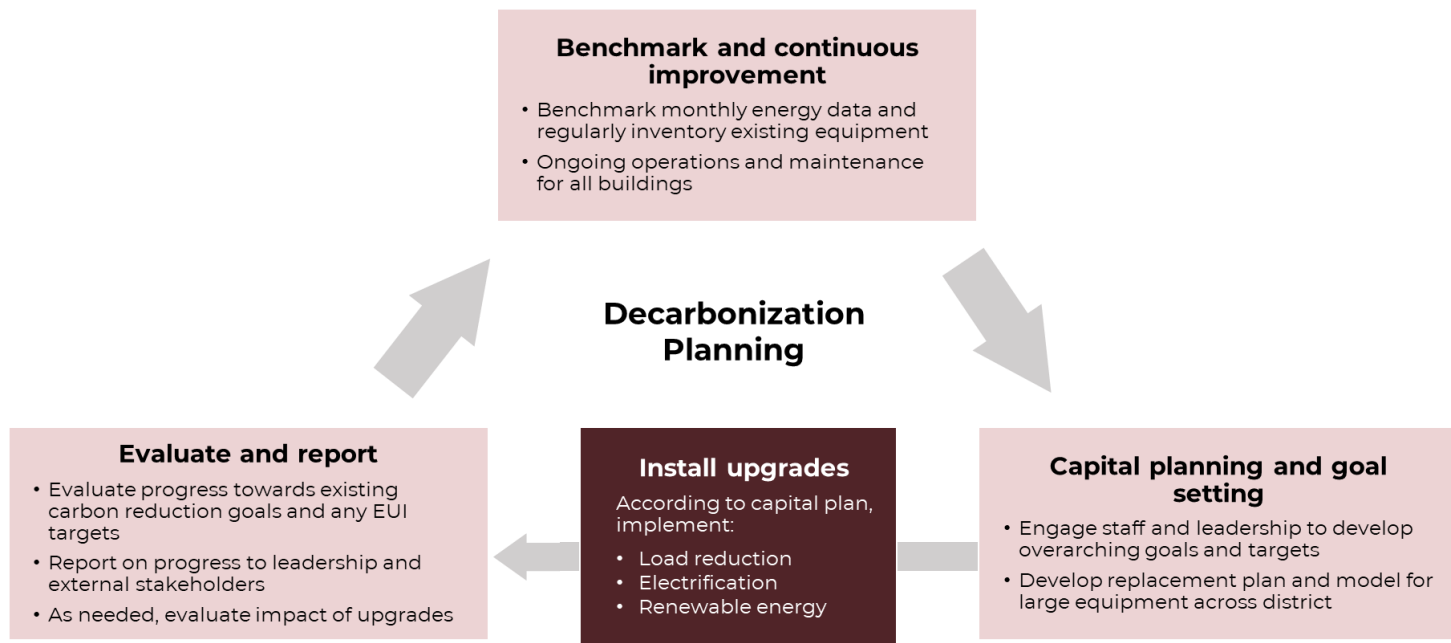 Benchmark and continuous
improvement
• Benchmark monthly energy data and
regularly inventory existing equipment
• Ongoing operations and maintenance
for all buildings
Decarbonization
Planning
Evaluate and report
• Evaluate progress towards existing
carbon reduction goals and any EUI
targets
• Report on progress to leadership and
external stakeholders
• As needed, evaluate impact of upgrades
Install upgrades
According to capital plan,
implement:
• Load reduction
• Electrification
• Renewable energy
Capital planning and goal
setting
• Engage staff and leadership to develop
overarching goals and targets
• Develop replacement plan and model for
large equipment across district